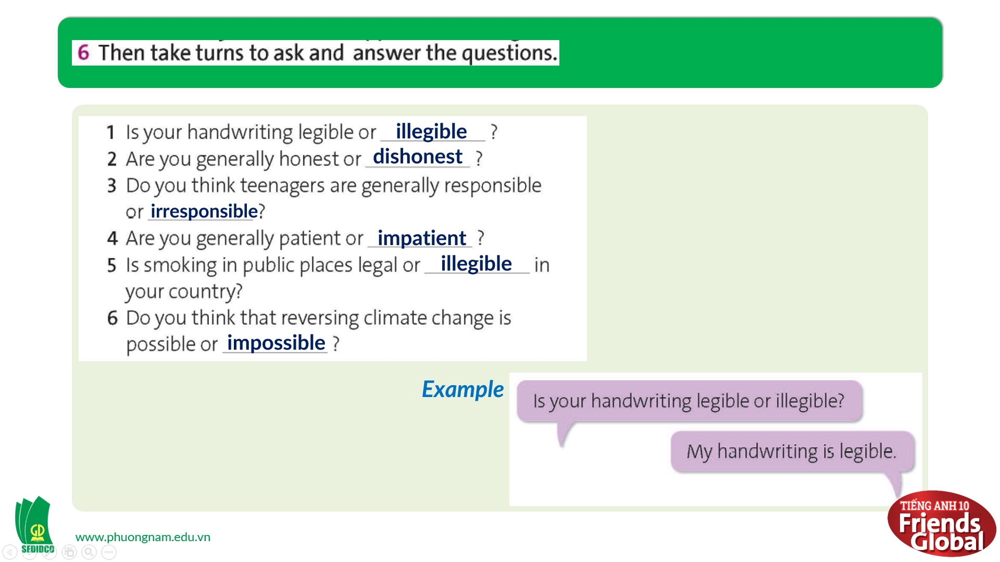 6 Then take turns to ask and answer the questions.
1 Is your handwriting legible or illegible ?
2 Are you generally honest or dishonest ?
3 Do you think teenagers are generally responsible
or irresponsible?
4 Are you generally patient or impatient ?
5 Is smoking in public places legal or illegible in
your country?
6 Do you think that reversing climate change is
possible or impossible ?
Example
Is your handwriting legible or illegible?
My handwriting is legible.
GD
SEDIDCO
www.phuongnam.edu.vn
TIẾNG ANH 10
Friends
Global